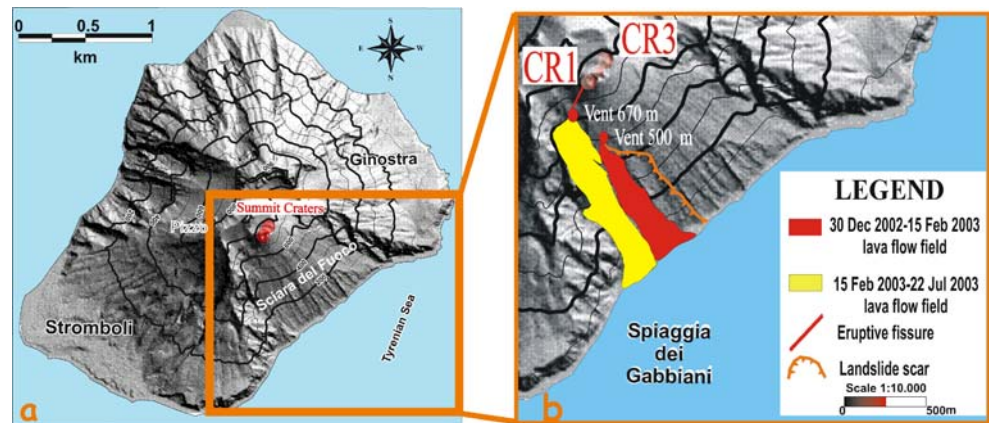 0 0.5 1
km
S
E W
N
Ginostra
Summit Craters
Pizzo
Sciara del Fuoco
Stromboli
Tyrenian Sea
a
CR1
CR3
Vent 670 m
Vent 500 m
Spiaggia
dei
Gabbiani
b
LEGEND
30 Dec 2002-15 Feb 2003
lava flow field
15 Feb 2003-22 Jul 2003
lava flow field
Eruptive fissure
Landslide scar
Scale 1:10.000
0 500m